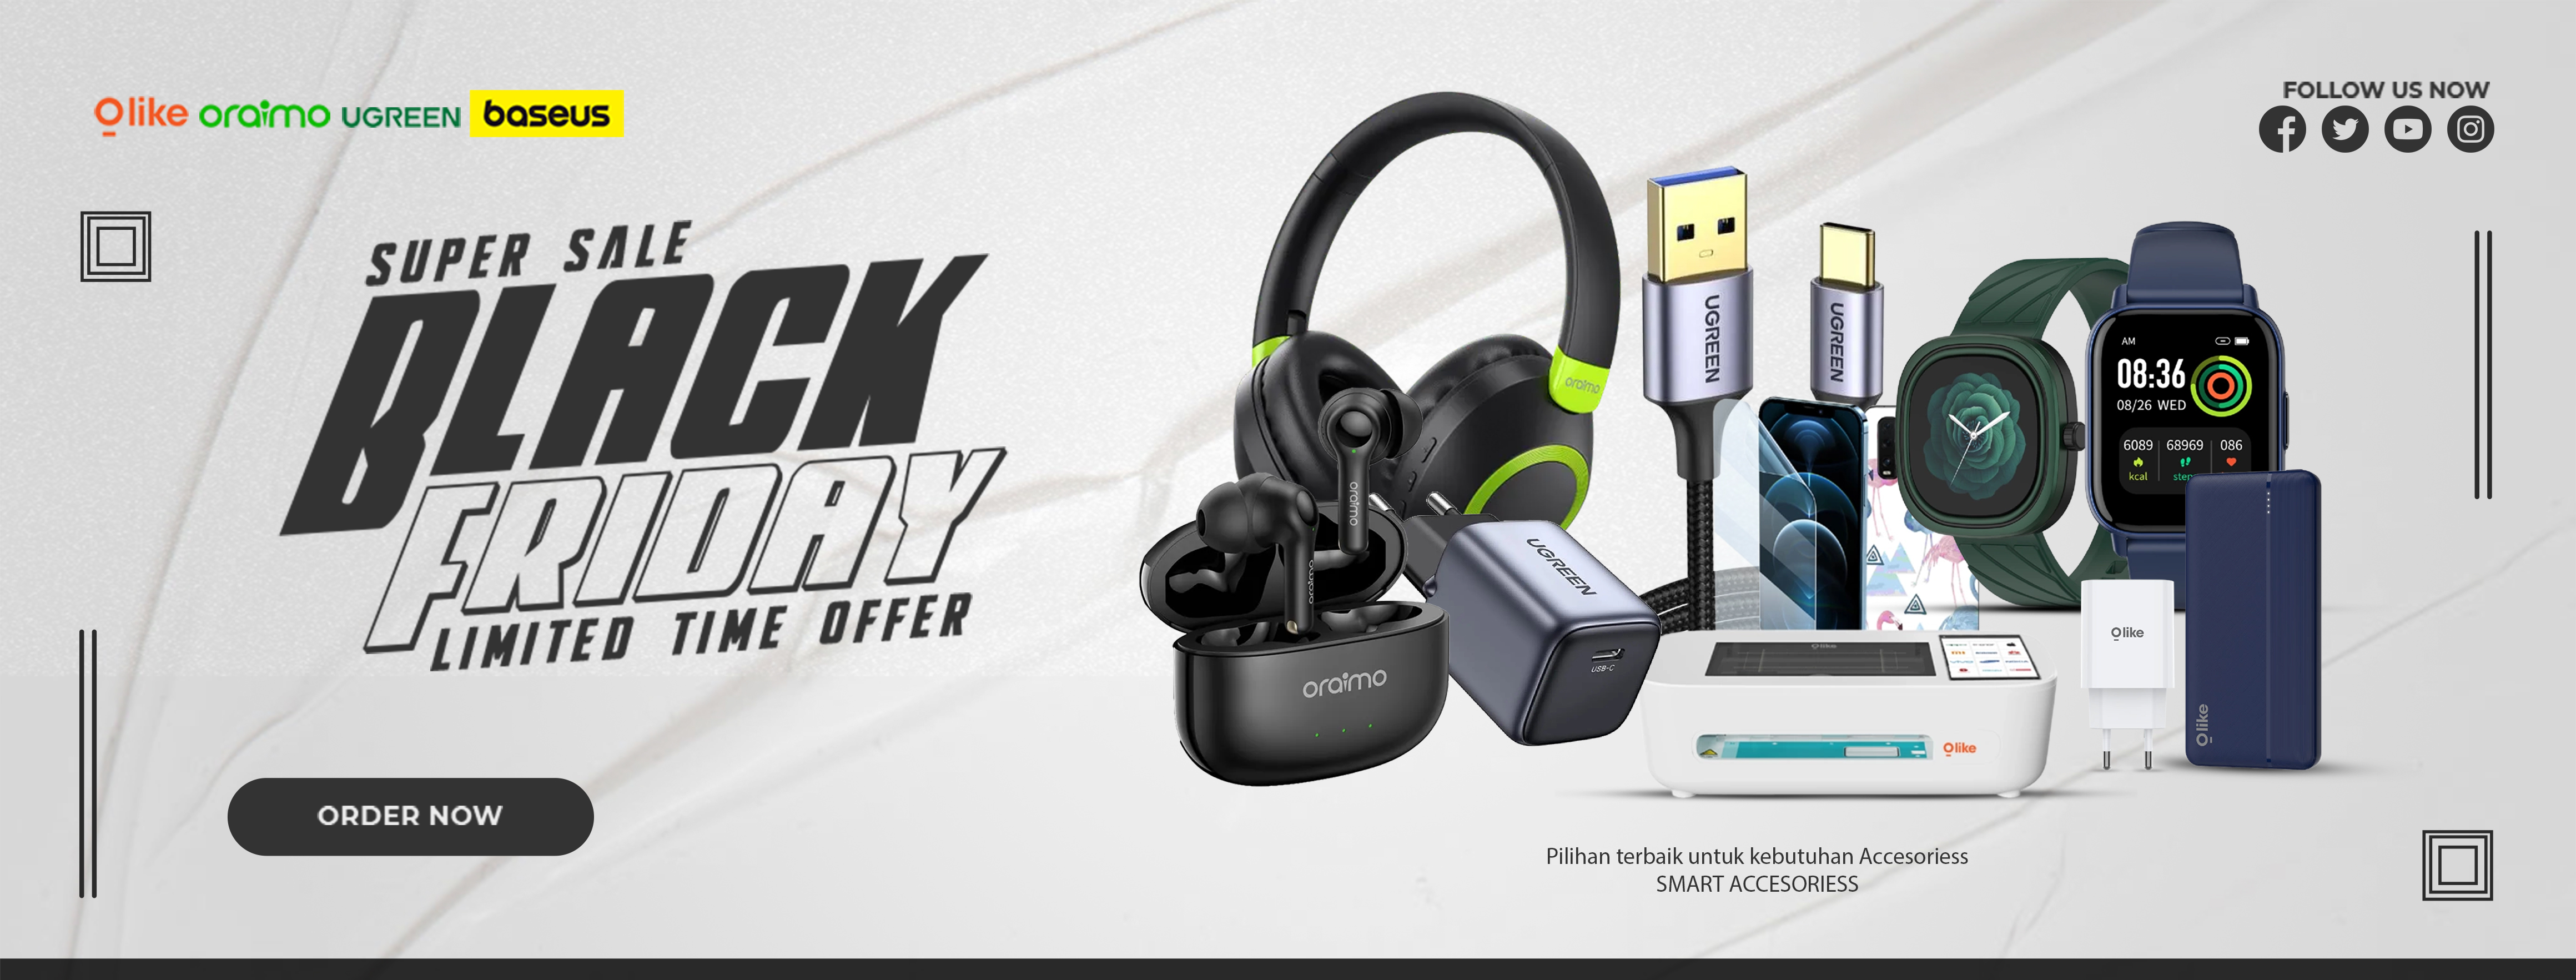 Olike oraimo UGREEN baseus
FOLLOW US NOW
SUPER SALE
BLACK
FRIDAY
LIMITED TIME OFFER
ORDER NOW
oraimo
UGREEN
UGREEN
AM
08:36
08/26 WED
6089 68969 086
kcal
oraimo
oraimo
UGREEN
USB-C
oraimo
Olike
Olike
Olike
Olike
Pilihan terbaik untuk kebutuhan Accesoriess
SMART ACCESORIESS